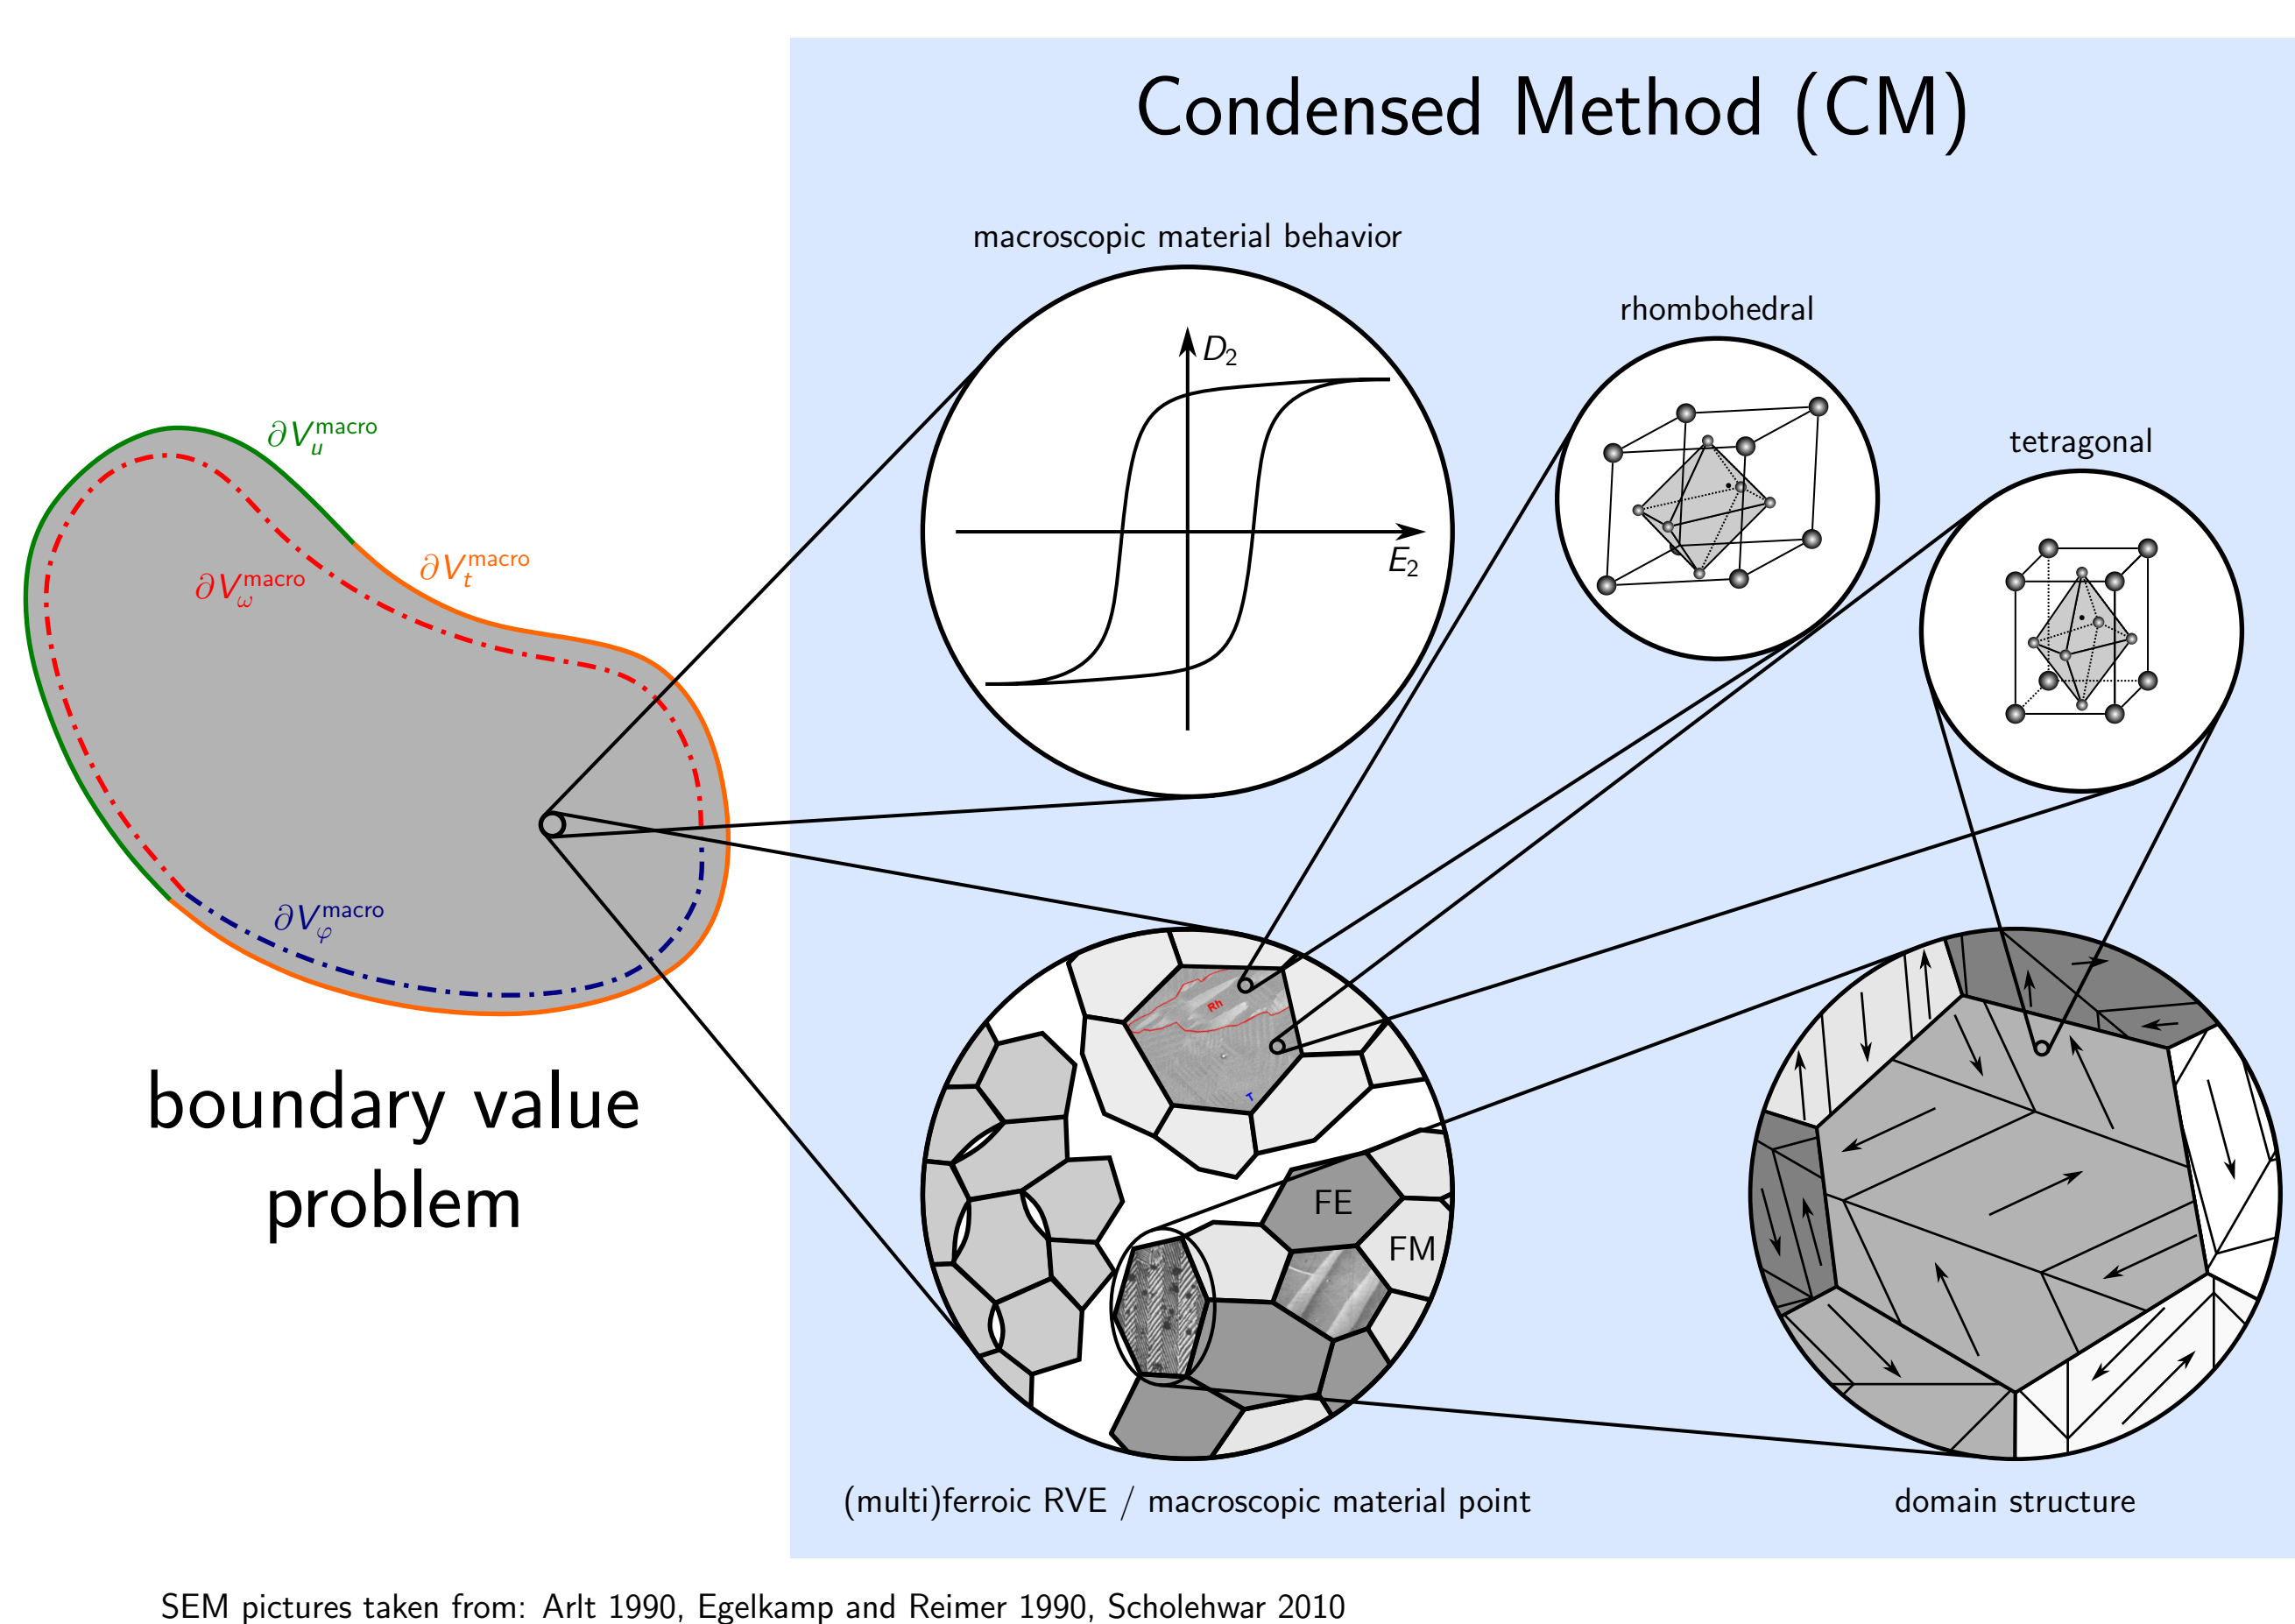 Condensed Method (CM)
macroscopic material behavior
rhombohedral
tetragonal
D₂
E₂
∂V_u^macro
∂V_t^macro
∂V_ω^macro
∂V_φ^macro
boundary value
problem
Rh
T
FE
FM
(multi)ferroic RVE / macroscopic material point
domain structure
SEM pictures taken from: Arlt 1990, Egelkamp and Reimer 1990, Scholehwar 2010